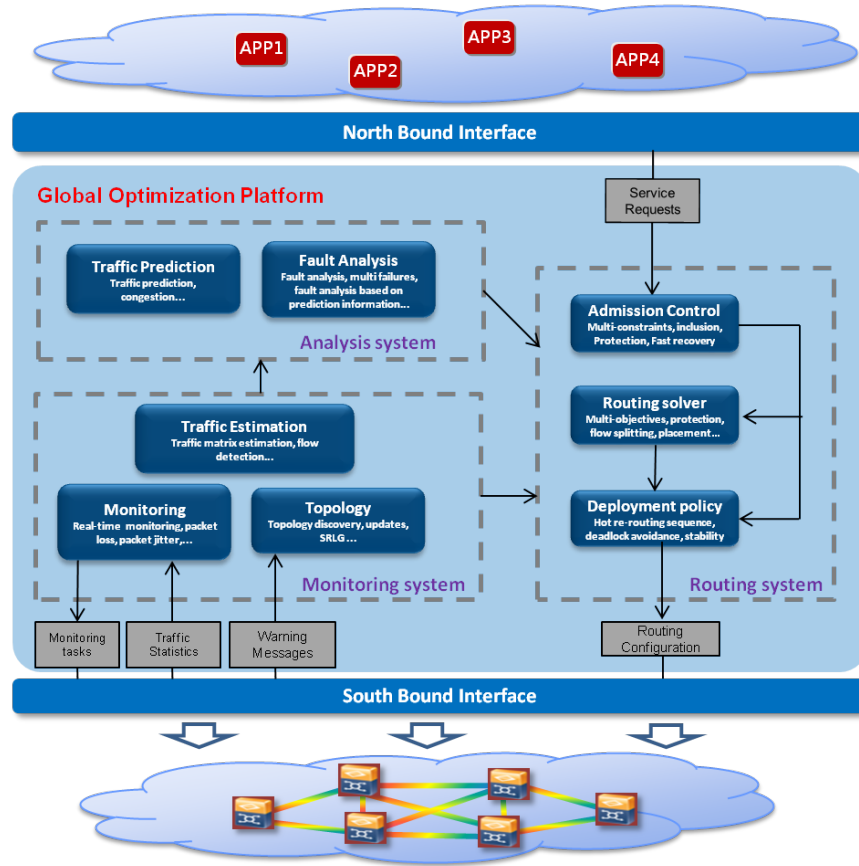 APP1
APP2
APP3
APP4
North Bound Interface
Global Optimization Platform
Service
Requests
Traffic Prediction
Traffic prediction,
congestion...
Fault Analysis
Fault analysis, multi failures,
fault analysis based on
prediction information...
Analysis system
Admission Control
Multi-constraints, inclusion,
Protection, Fast recovery
Routing solver
Multi-objectives, protection,
flow splitting, placement...
Deployment policy
Hot re-routing sequence,
deadlock avoidance, stability
Routing system
Traffic Estimation
Traffic matrix estimation, flow
detection...
Monitoring
Real-time monitoring, packet
loss, packet jitter,...
Topology
Topology discovery, updates,
SRLG ...
Monitoring system
Monitoring
tasks
Traffic
Statistics
Warning
Messages
Routing
Configuration
South Bound Interface